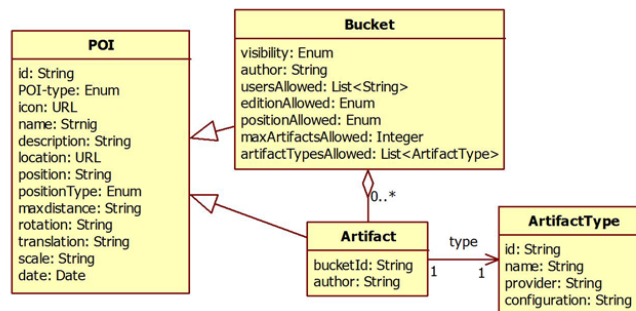 POI
id: String
POI-type: Enum
icon: URL
name: Strnig
description: String
location: URL
position: String
positionType: Enum
maxdistance: String
rotation: String
translation: String
scale: String
date: Date
Bucket
visibility: Enum
author: String
usersAllowed: List<String>
editionAllowed: Enum
positionAllowed: Enum
maxArtifactsAllowed: Integer
artifactTypesAllowed: List<ArtifactType>
0..*
Artifact
bucketId: String
author: String
type
1
1
ArtifactType
id: String
name: String
provider: String
configuration: String